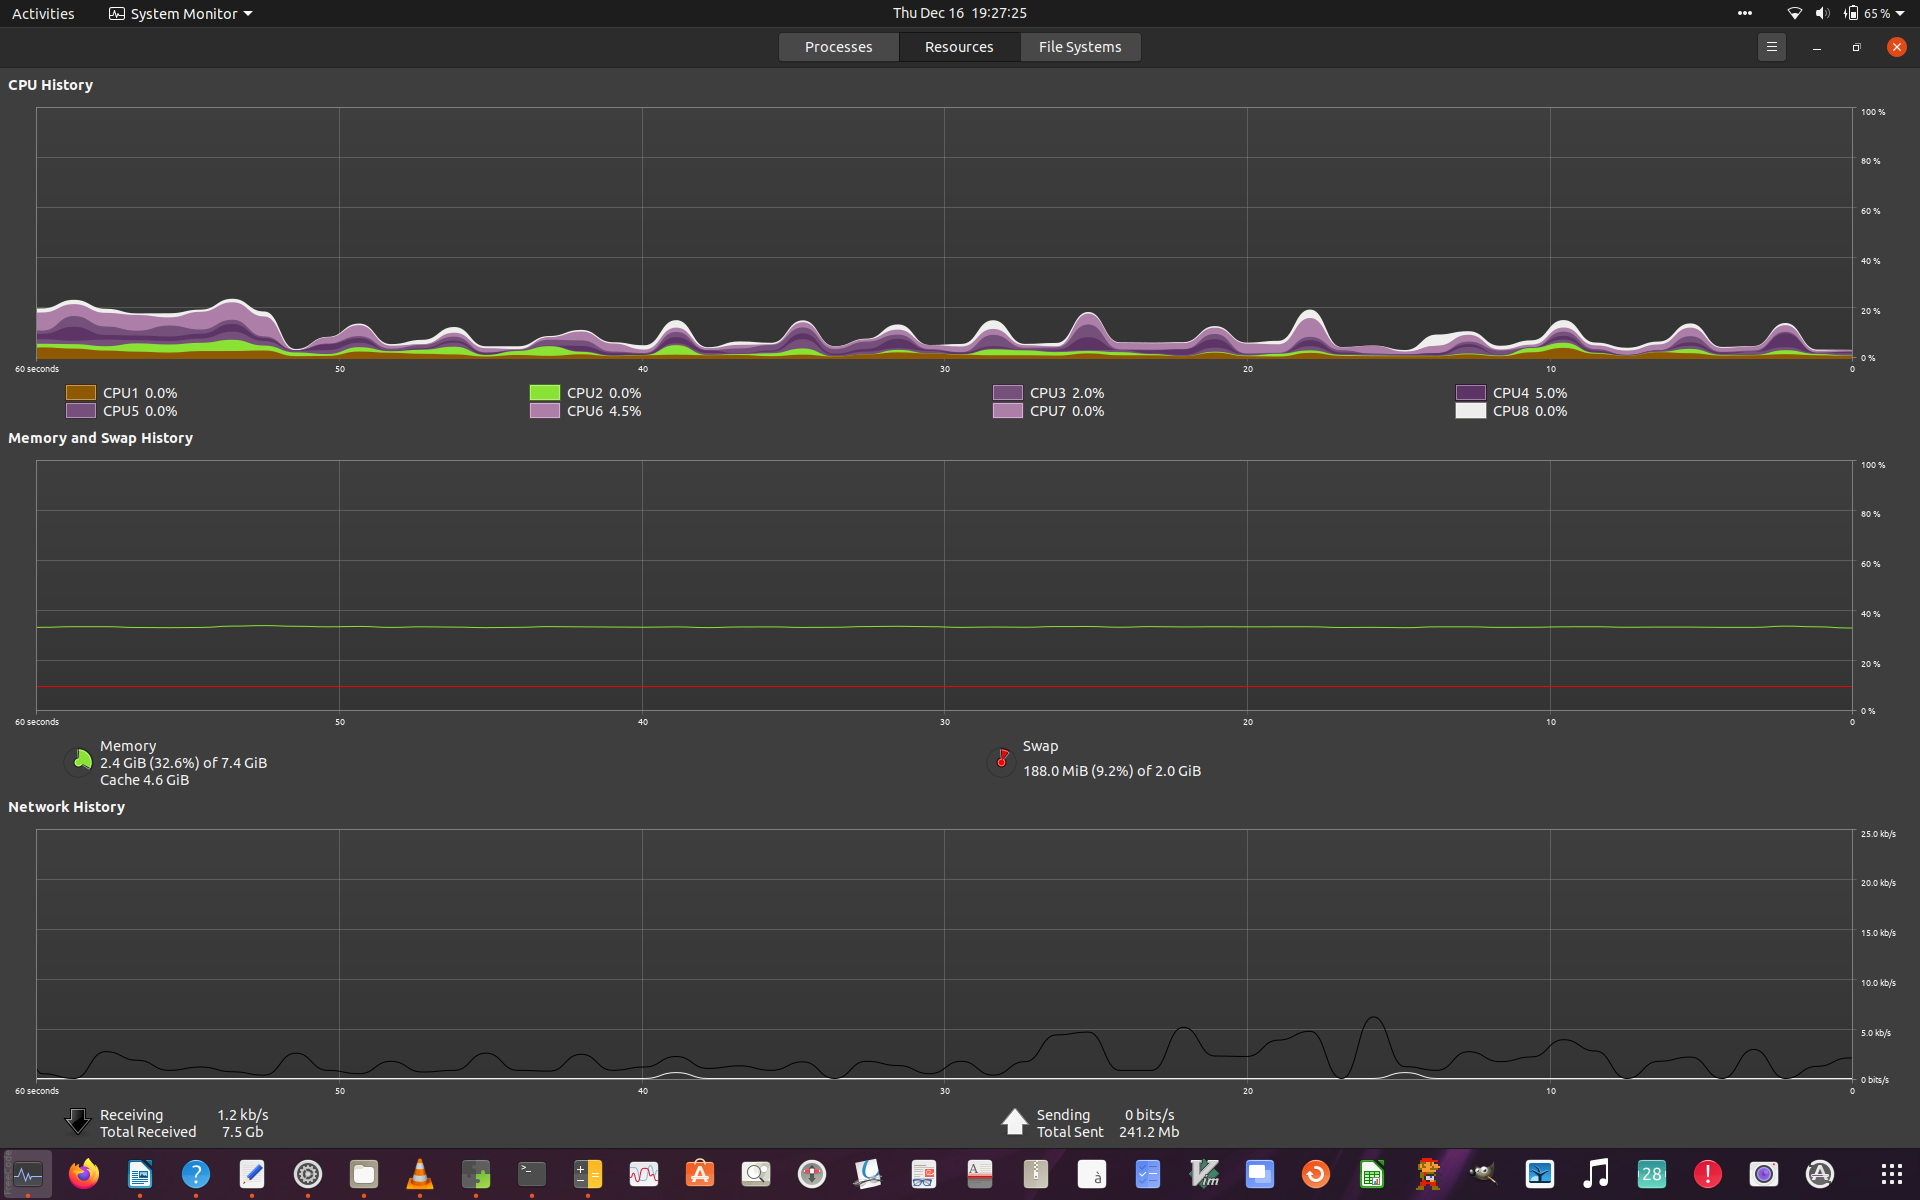 Activities System Monitor Thu Dec 16 19:27:25 65 %
Processes Resources File Systems
CPU History
100 %
80 %
60 %
40 %
20 %
0 %
60 seconds 50 40 30 20 10 0
CPU1 0.0% CPU2 0.0% CPU3 2.0% CPU4 5.0%
CPU5 0.0% CPU6 4.5% CPU7 0.0% CPU8 0.0%
Memory and Swap History
100 %
80 %
60 %
40 %
20 %
0 %
60 seconds 50 40 30 20 10 0
Memory Swap
2.4 GiB (32.6%) of 7.4 GiB 188.0 MiB (9.2%) of 2.0 GiB
Cache 4.6 GiB
Network History
25.0 kb/s
20.0 kb/s
15.0 kb/s
10.0 kb/s
5.0 kb/s
0 bits/s
60 seconds 50 40 30 20 10 0
Receiving 1.2 kb/s Sending 0 bits/s
Total Received 7.5 Gb Total Sent 241.2 Mb
? >_ A à Vim 28 !